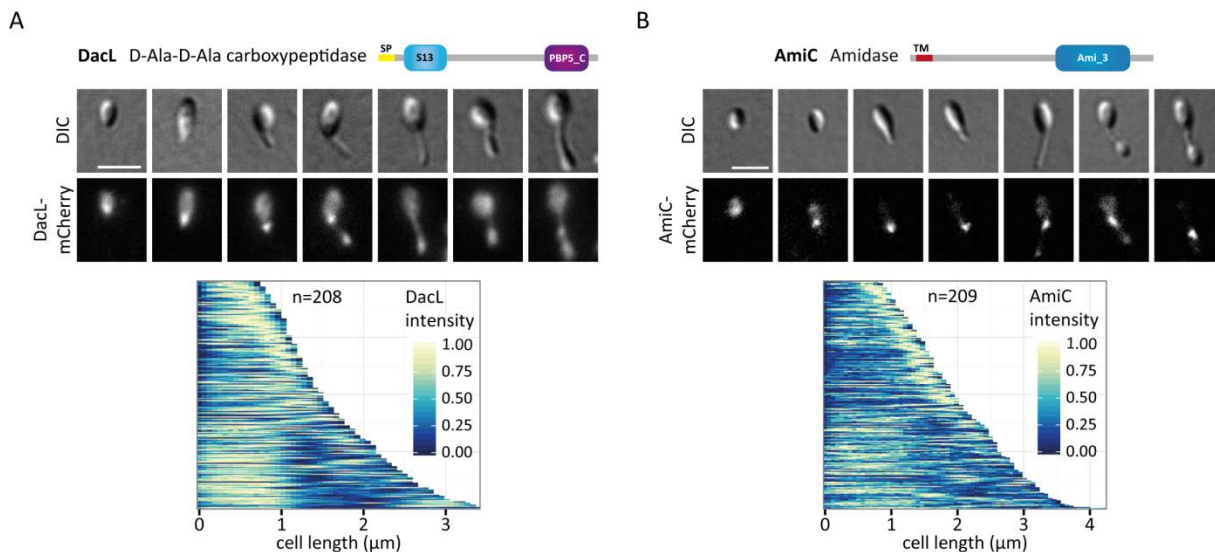 A
DacL D-Ala-D-Ala carboxypeptidase
SP
S13
PBP5_C
DIC
DacL-
mCherry
n=208
DacL
intensity
1.00
0.75
0.50
0.25
0.00
0 1 2 3
cell length (µm)
B
AmiC Amidase
TM
Ami_3
DIC
AmiC-
mCherry
n=209
AmiC
intensity
1.00
0.75
0.50
0.25
0.00
0 1 2 3 4
cell length (µm)